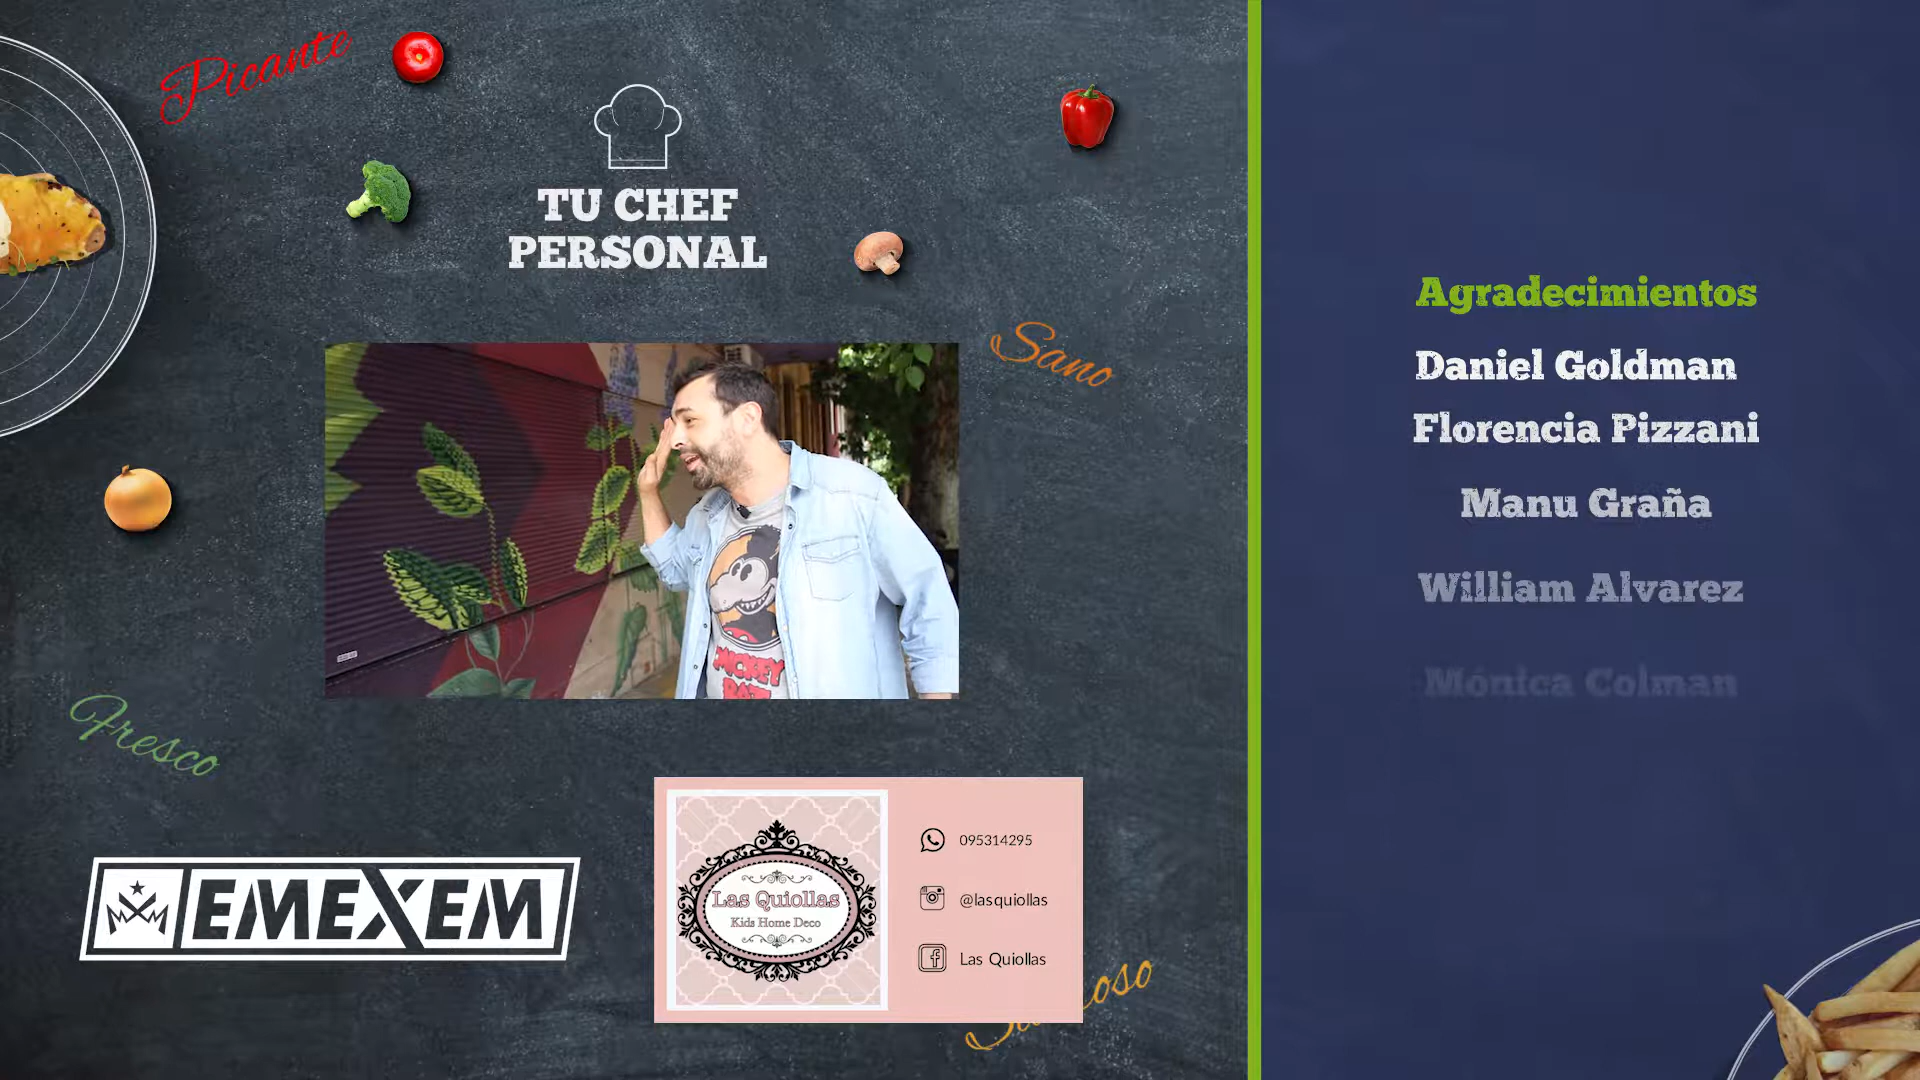 Picante
TU CHEF
PERSONAL
Sano
MICKEY
Fresco
EMEXEM
Las Quiollas
Kids Home Deco
095314295
@lasquiollas
Las Quiollas
Agradecimientos
Daniel Goldman
Florencia Pizzani
Manu Graña
William Alvarez
Mónica Colman